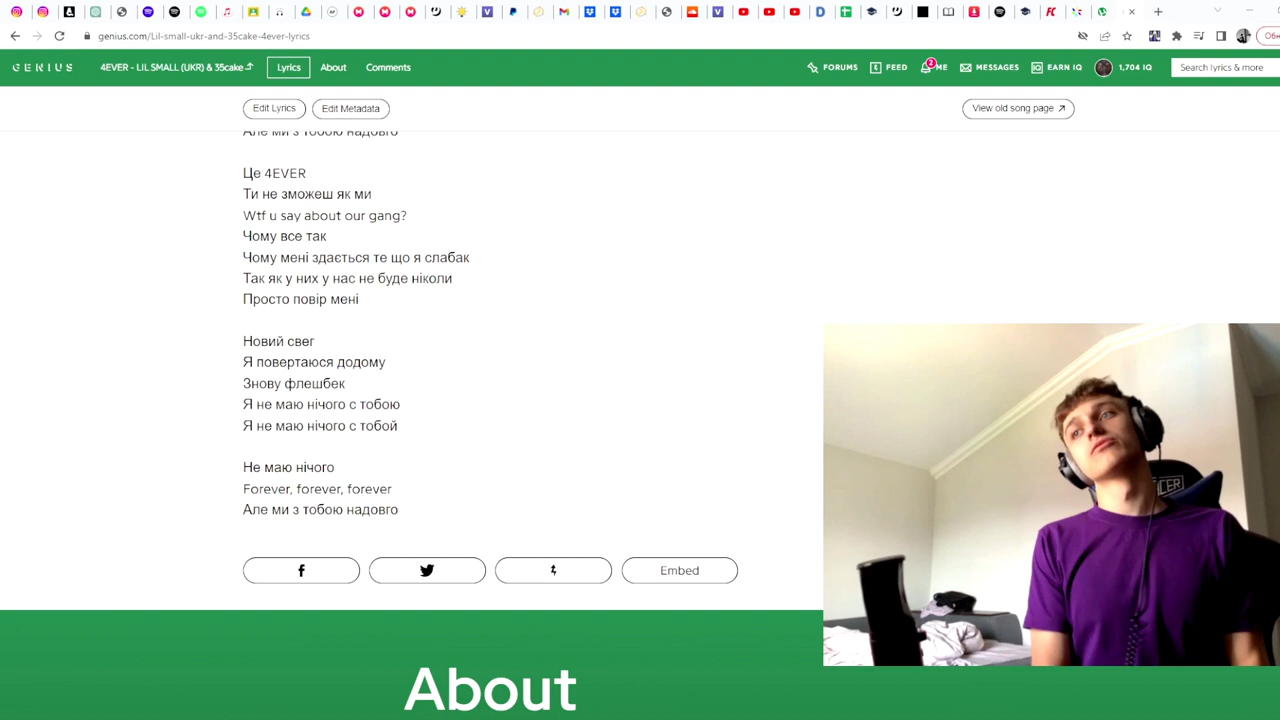 genius.com/Lil-small-ukr-and-35cake-4ever-lyrics
GENIUS
4EVER - LIL SMALL (UKR) & 35cake
Lyrics
About
Comments
FORUMS
FEED
2
ME
MESSAGES
EARN IQ
1,704 IQ
Search lyrics & more
Edit Lyrics
Edit Metadata
View old song page
Але ми з тобою надовго
Це 4EVER
Ти не зможеш як ми
Wtf u say about our gang?
Чому все так
Чому мені здається те що я слабак
Так як у них у нас не буде ніколи
Просто повір мені
Новий свег
Я повертаюся додому
Знову флешбек
Я не маю нічого с тобою
Я не маю нічого с тобой
Не маю нічого
Forever, forever, forever
Але ми з тобою надовго
Embed
About